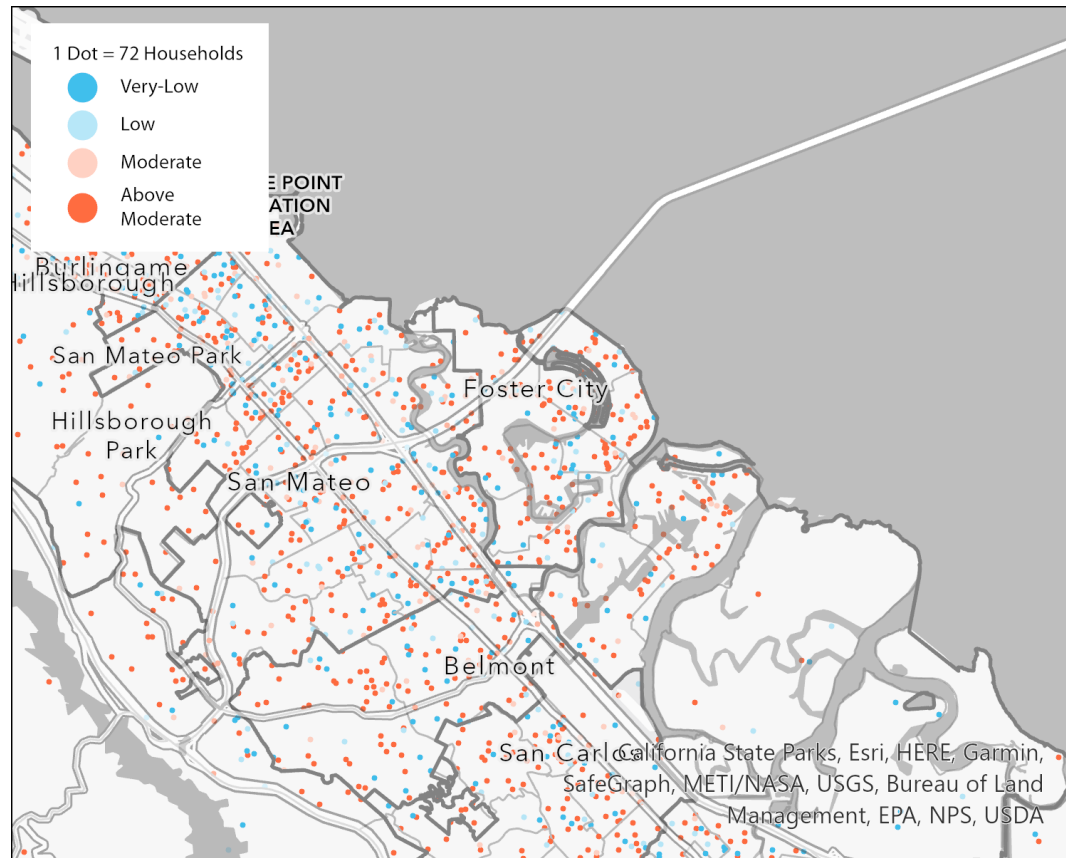 1 Dot = 72 Households
Very-Low
Low
Moderate
Above
Moderate
E POINT
ATION
EA
Burlingame
Hillsborough
San Mateo Park
Foster City
Hillsborough
Park
San Mateo
Belmont
San Carlos
California State Parks, Esri, HERE, Garmin,
SafeGraph, METI/NASA, USGS, Bureau of Land
Management, EPA, NPS, USDA